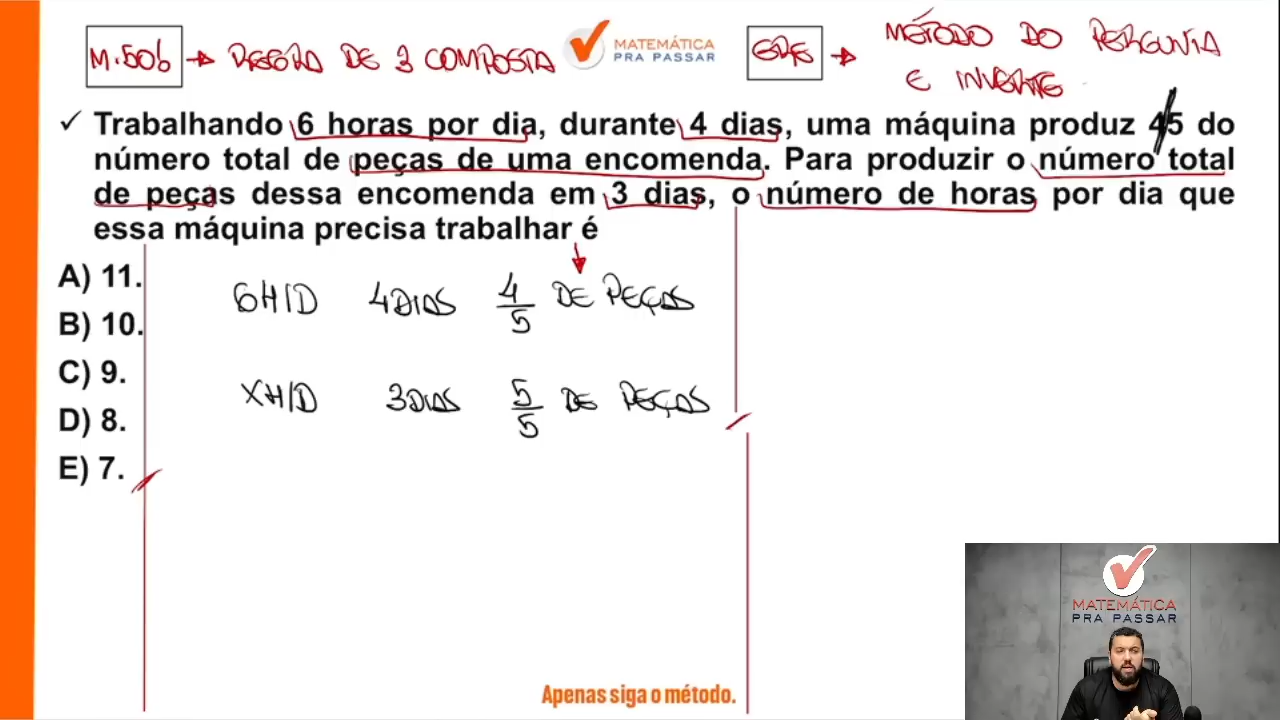 M.506 → REGRA DE 3 COMPOSTA
MATEMÁTICA
PRA PASSAR
→ MÉTODO DO PERGUNTA
E INVERTE
✓ Trabalhando 6 horas por dia, durante 4 dias, uma máquina produz 4/5 do
número total de peças de uma encomenda. Para produzir o número total
de peças dessa encomenda em 3 dias, o número de horas por dia que
essa máquina precisa trabalhar é
A) 11.
B) 10.
C) 9.
D) 8.
E) 7.
6H/D 4DIAS 4/5 DE PEÇAS
XH/D 3DIAS 5/5 DE PEÇAS
MATEMÁTICA
PRA PASSAR
Apenas siga o método.